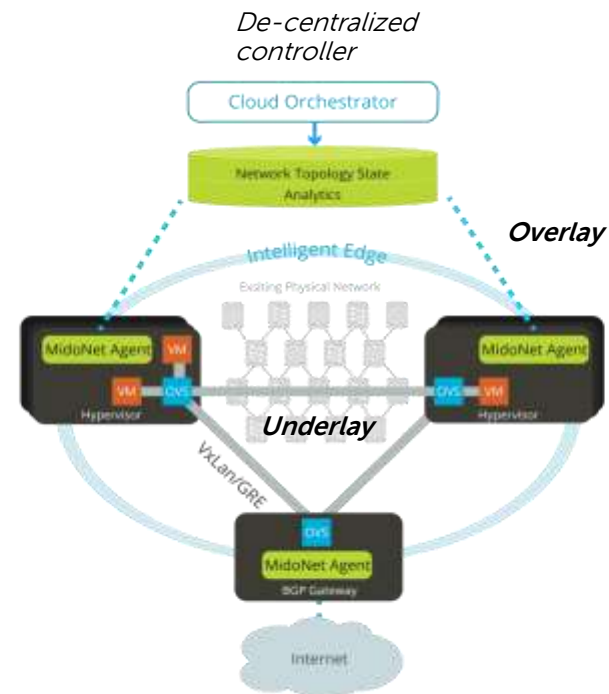 De-centralized
controller
Cloud Orchestrator
Network Topology State
Analytics
Overlay
Intelligent Edge
Exsiting Physical Network
MidoNet Agent
VM
VM
OVS
Hypervisor
MidoNet Agent
OVS
VM
Hypervisor
Underlay
VxLan/GRE
OVS
MidoNet Agent
BGP Gateway
Internet